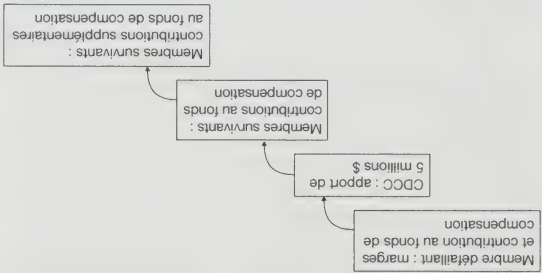 Membre défaillant : marges
et contribution au fonds de
compensation
CDCC : apport de
5 millions $
Membres survivants :
contributions au fonds
de compensation
Membres survivants :
contributions supplémentaires
au fonds de compensation